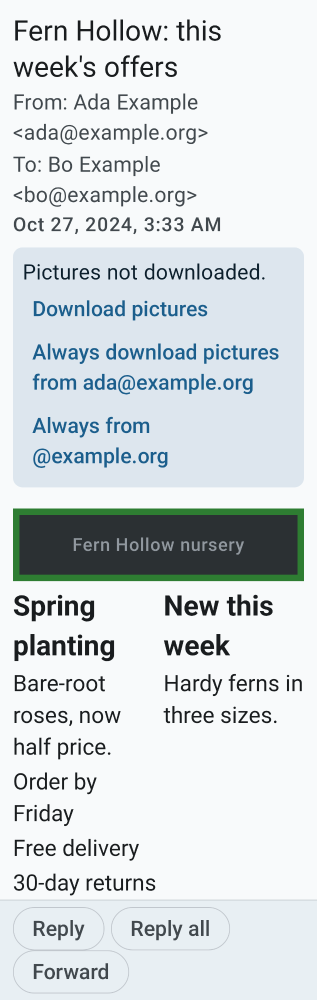 Fern Hollow: this
week's offers
From: Ada Example
<ada@example.org>
To: Bo Example
<bo@example.org>
Oct 27, 2024, 3:33 AM
Pictures not downloaded.
Download pictures
Always download pictures
from ada@example.org
Always from
@example.org
Fern Hollow nursery
Spring
planting
Bare-root
roses, now
half price.
Order by
Friday
Free delivery
30-day returns
New this
week
Hardy ferns in
three sizes.
Reply
Reply all
Forward